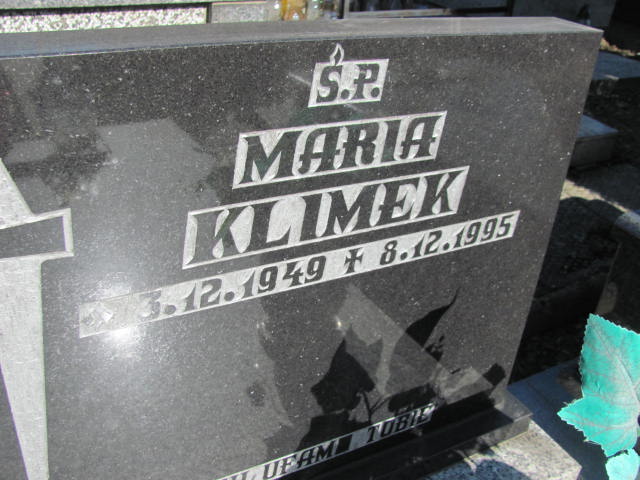 Ś.P.
MARIA
KLIMEK
3.12.1949 ✝ 8.12.1995
UFAM TOBIE